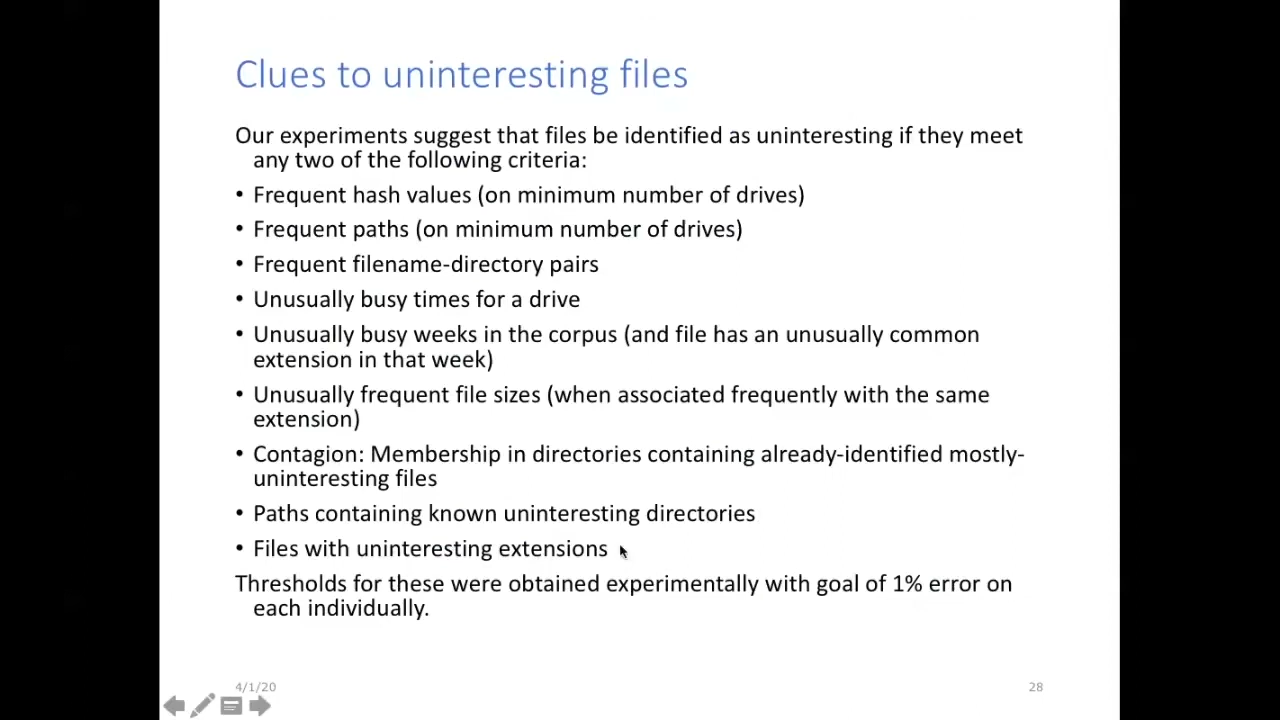 Clues to uninteresting files
Our experiments suggest that files be identified as uninteresting if they meet
any two of the following criteria:
• Frequent hash values (on minimum number of drives)
• Frequent paths (on minimum number of drives)
• Frequent filename-directory pairs
• Unusually busy times for a drive
• Unusually busy weeks in the corpus (and file has an unusually common
extension in that week)
• Unusually frequent file sizes (when associated frequently with the same
extension)
• Contagion: Membership in directories containing already-identified mostly-
uninteresting files
• Paths containing known uninteresting directories
• Files with uninteresting extensions
Thresholds for these were obtained experimentally with goal of 1% error on
each individually.
4/1/20
28